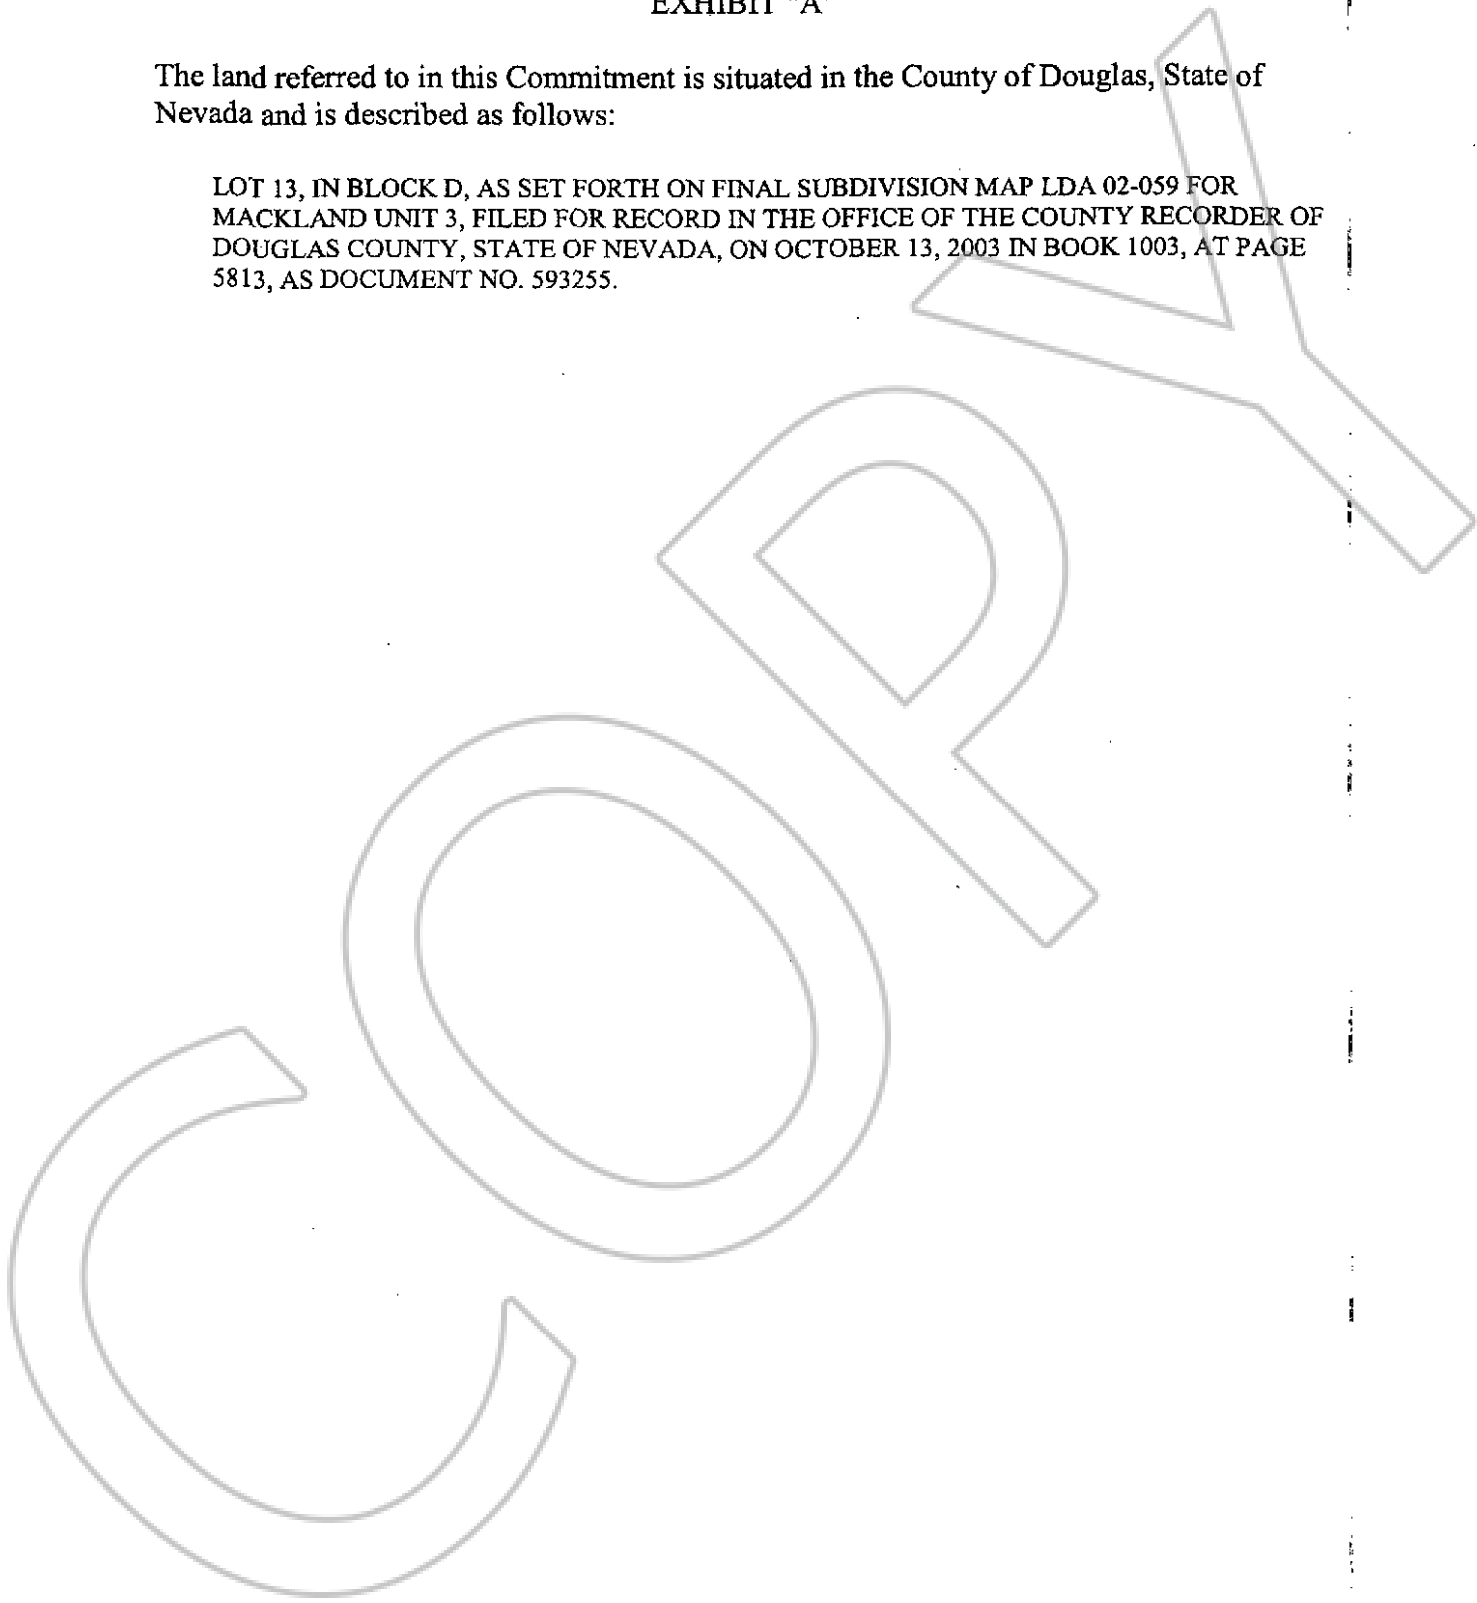 EXHIBIT "A
The land referred to in this Commitment is situated in the County of Douglas, State of
Nevada and is described as follows:
LOT 13, IN BLOCK D, AS SET FORTH ON FINAL SUBDIVISION MAP LDA 02-059 FOR
MACKLAND UNIT 3, FILED FOR RECORD IN THE OFFICE OF THE COUNTY RECORDER OF
DOUGLAS COUNTY, STATE OF NEVADA, ON OCTOBER 13, 2003 IN BOOK 1003, AT PAGE
5813, AS DOCUMENT NO. 593255.
COPY